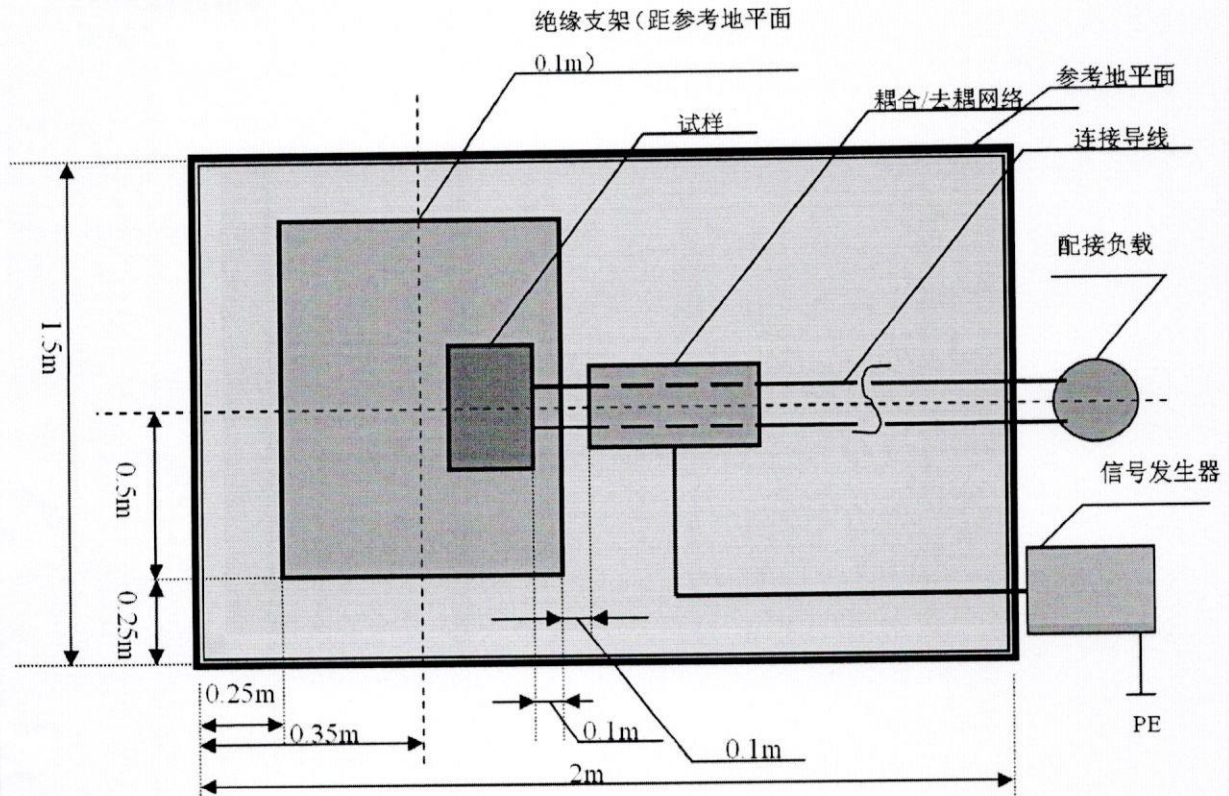 绝缘支架(距参考地平面
0.1m)
参考地平面
耦合/去耦网络
试样
连接导线
配接负载
1.5m
0.5m
信号发生器
0.25m
0.25m
0.35m
0.1m
0.1m
PE
2m